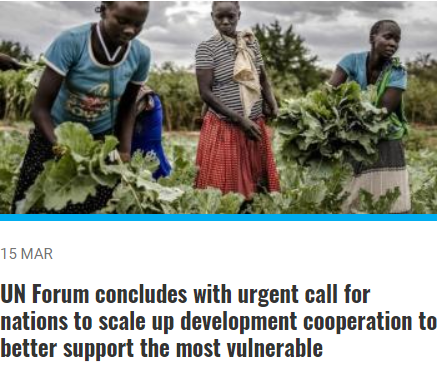 15 MAR
UN Forum concludes with urgent call for
nations to scale up development cooperation to
better support the most vulnerable